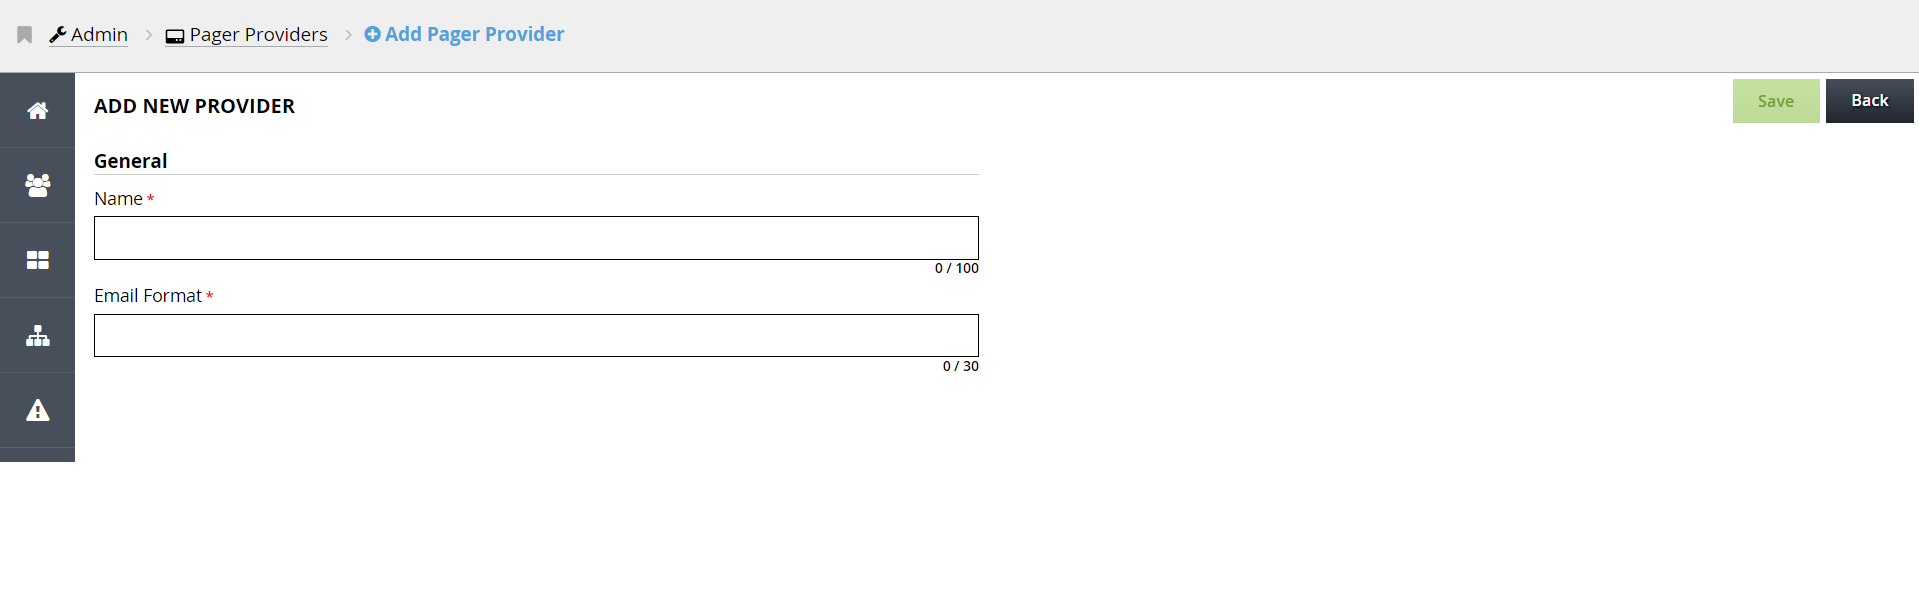 Admin > Pager Providers > Add Pager Provider
ADD NEW PROVIDER
Save
Back
General
Name *
0 / 100
Email Format *
0 / 30